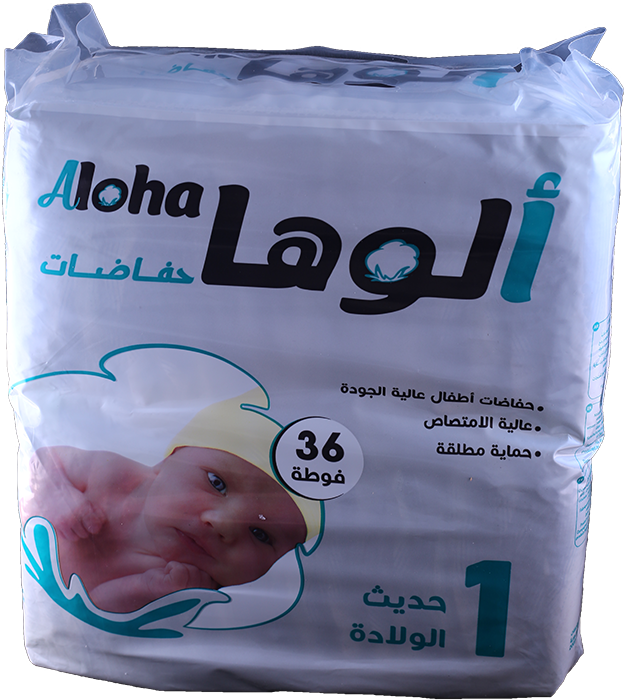 ألوها
Aloha
حفاضات
• حفاضات أطفال عالية الجودة
• عالية الامتصاص
• حماية مطلقة
36
فوطة
1
حديث
الولادة